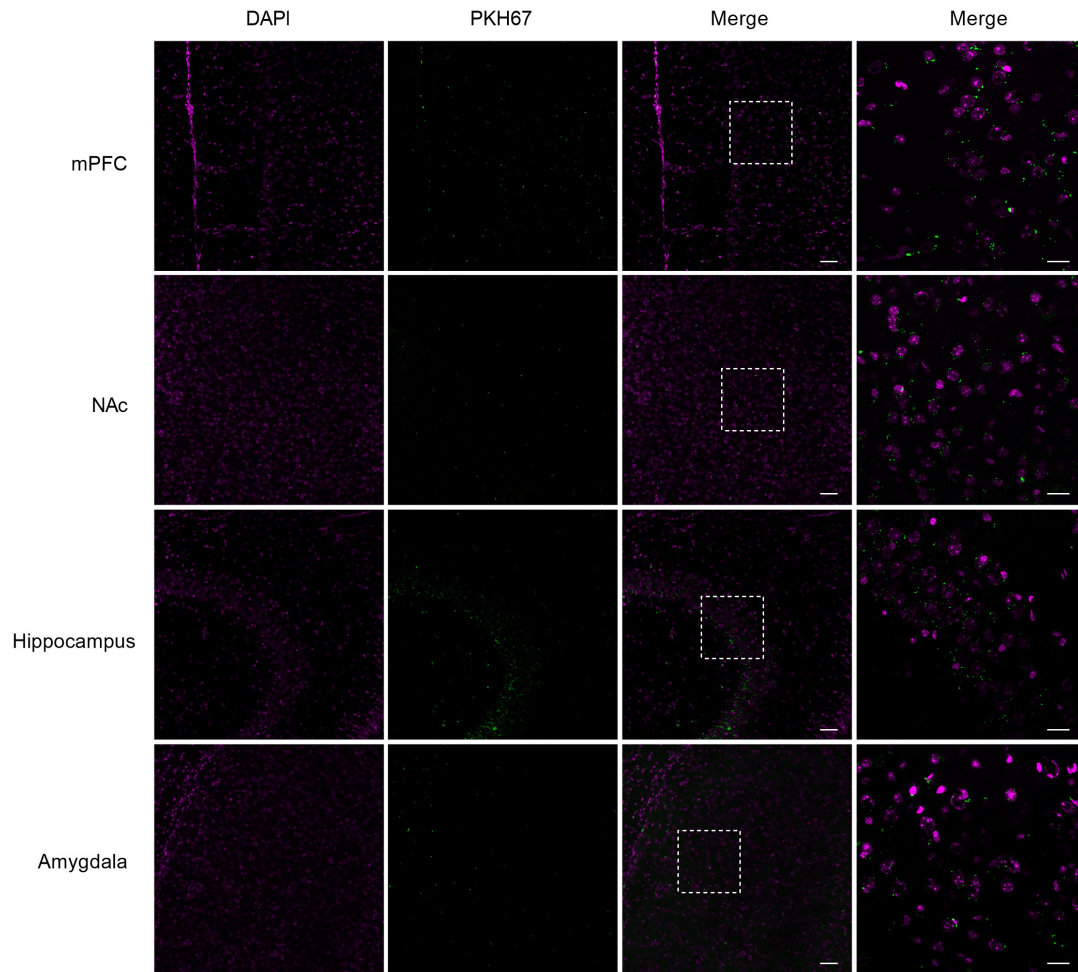 DAPI PKH67 Merge Merge
mPFC
NAc
Hippocampus
Amygdala